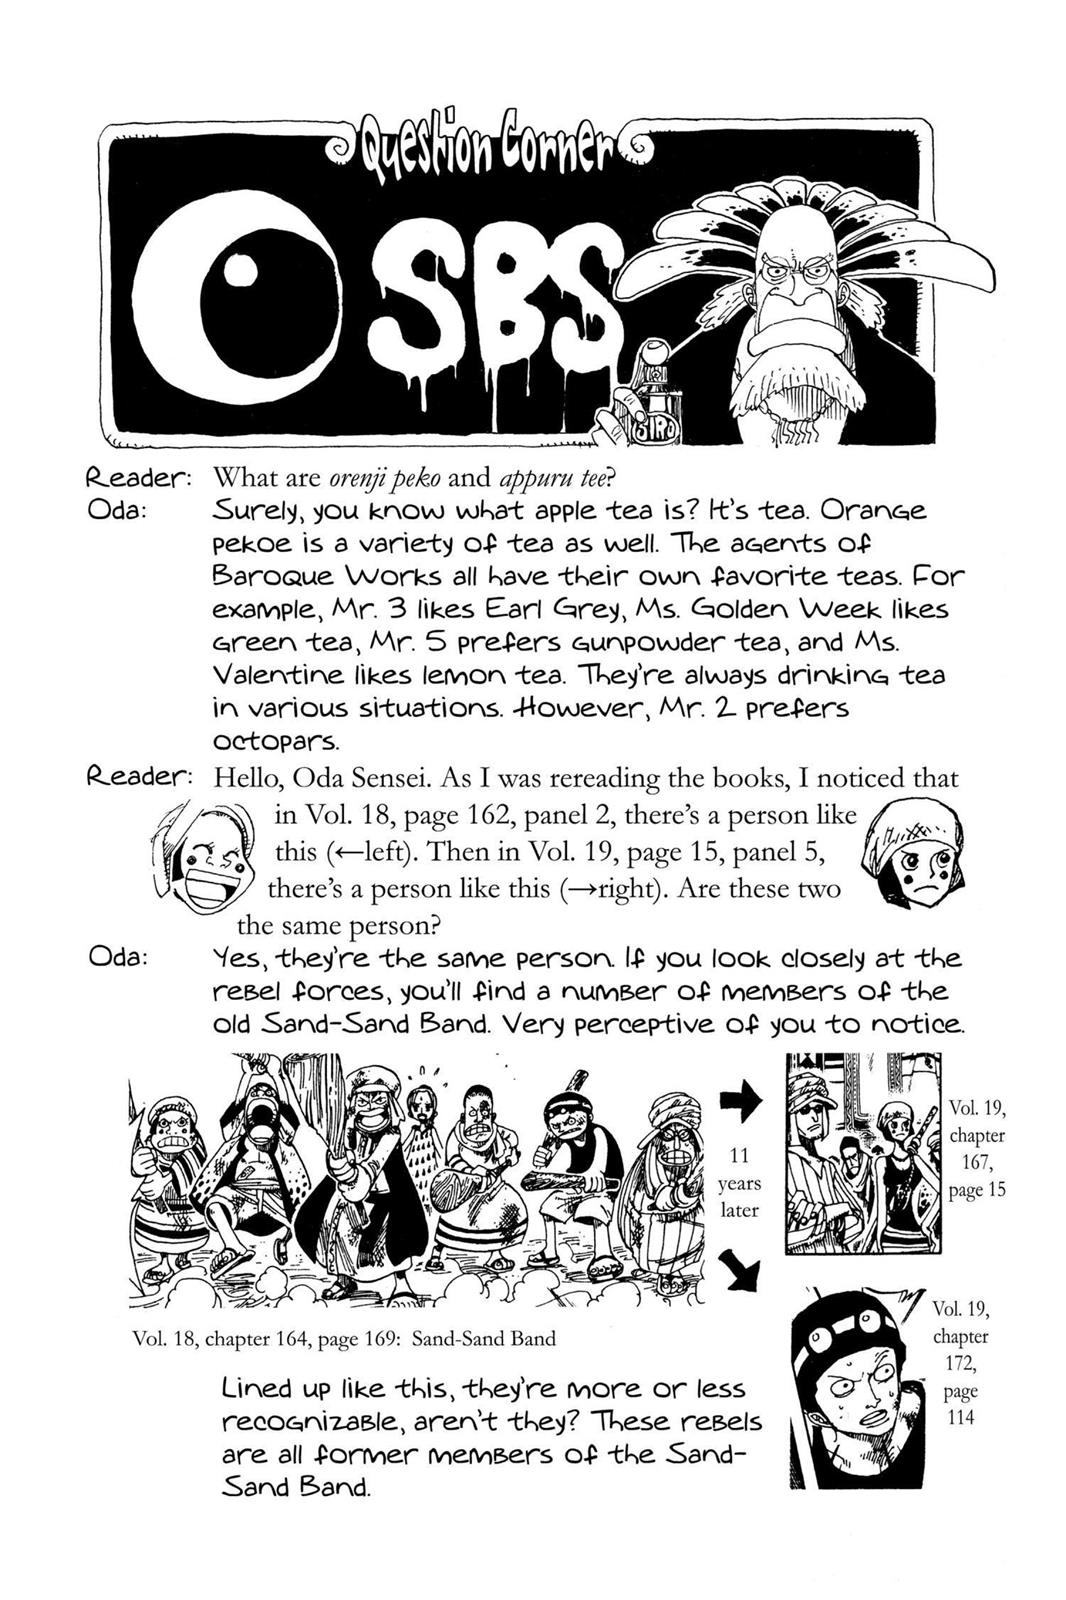 Question Corner
SBS
SBS
Reader: What are orenji peko and appuru tee?
Oda: Surely, you know what apple tea is? It's tea. Orange
pekoe is a variety of tea as well. The agents of
Baroque Works all have their own favorite teas. For
example, Mr. 3 likes Earl Grey, Ms. Golden Week likes
green tea, Mr. 5 prefers gunpowder tea, and Ms.
Valentine likes lemon tea. They're always drinking tea
in various situations. However, Mr. 2 prefers
octopars.
Reader: Hello, Oda Sensei. As I was rereading the books, I noticed that
in Vol. 18, page 162, panel 2, there's a person like
this (←left). Then in Vol. 19, page 15, panel 5,
there's a person like this (→right). Are these two
the same person?
Oda: Yes, they're the same person. If you look closely at the
rebel forces, you'll find a number of members of the
old Sand-Sand Band. Very perceptive of you to notice.
11
years
later
Vol. 19,
chapter
167,
page 15
Vol. 19,
chapter
172,
page
114
Vol. 18, chapter 164, page 169: Sand-Sand Band
Lined up like this, they're more or less
recognizable, aren't they? These rebels
are all former members of the Sand-
Sand Band.